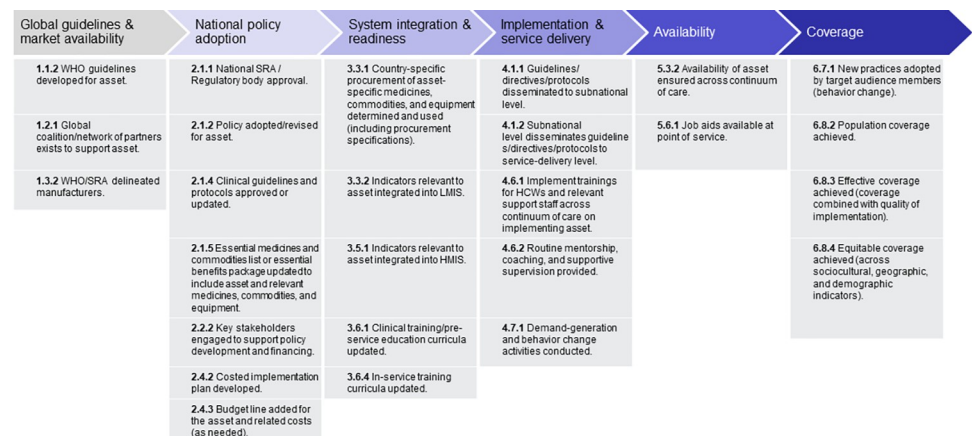 Global guidelines &
market availability
National policy
adoption
System integration &
readiness
Implementation &
service delivery
Availability
Coverage
1.1.2 WHO guidelines
developed for asset.
1.2.1 Global
coalition/network of partners
exists to support asset.
1.3.2 WHO/SRA delineated
manufacturers.
2.1.1 National SRA /
Regulatory body approval.
2.1.2 Policy adopted/revised
for asset.
2.1.4 Clinical guidelines and
protocols approved or
updated.
2.1.5 Essential medicines and
commodities list or essential
benefits package updated to
include asset and relevant
medicines, commodities, and
equipment.
2.2.2 Key stakeholders
engaged to support policy
development and financing.
2.4.2 Costed implementation
plan developed.
2.4.3 Budget line added for
the asset and related costs
(as needed).
3.3.1 Country-specific
procurement of asset-
specific medicines,
commodities, and equipment
determined and used
(including procurement
specifications).
3.3.2 Indicators relevant to
asset integrated into LMIS.
3.5.1 Indicators relevant to
asset integrated into HMIS.
3.6.1 Clinical training/pre-
service education curricula
updated.
3.6.4 In-service training
curricula updated.
4.1.1 Guidelines/
directives/protocols
disseminated to subnational
level.
4.1.2 Subnational
level disseminates guideline
s/directives/protocols to
service-delivery level.
4.6.1 Implement trainings
for HCWs and relevant
support staff across
continuum of care on
implementing asset.
4.6.2 Routine mentorship,
coaching, and supportive
supervision provided.
4.7.1 Demand-generation
and behavior change
activities conducted.
5.3.2 Availability of asset
ensured across continuum
of care.
5.6.1 Job aids available at
point of service.
6.7.1 New practices adopted
by target audience members
(behavior change).
6.8.2 Population coverage
achieved.
6.8.3 Effective coverage
achieved (coverage
combined with quality of
implementation).
6.8.4 Equitable coverage
achieved (across
sociocultural, geographic,
and demographic
indicators).